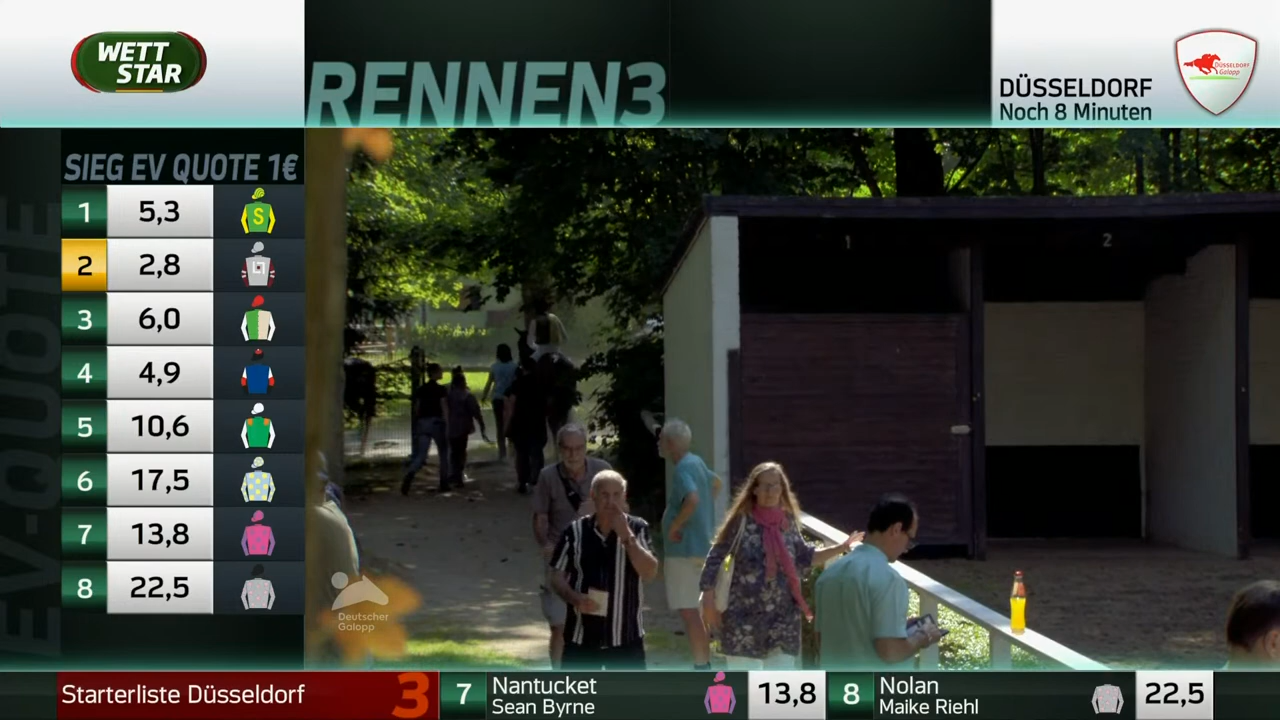 WETT
STAR
RENNEN3
DÜSSELDORF
Noch 8 Minuten
DÜSSELDORF
Galopp
EV-QUOTE
SIEG EV QUOTE 1€
1 5,3 S
2 2,8
3 6,0
4 4,9
5 10,6
6 17,5
7 13,8
8 22,5
1 2
Deutscher
Galopp
Starterliste Düsseldorf 3
7 Nantucket 13,8
Sean Byrne
8 Nolan 22,5
Maike Riehl